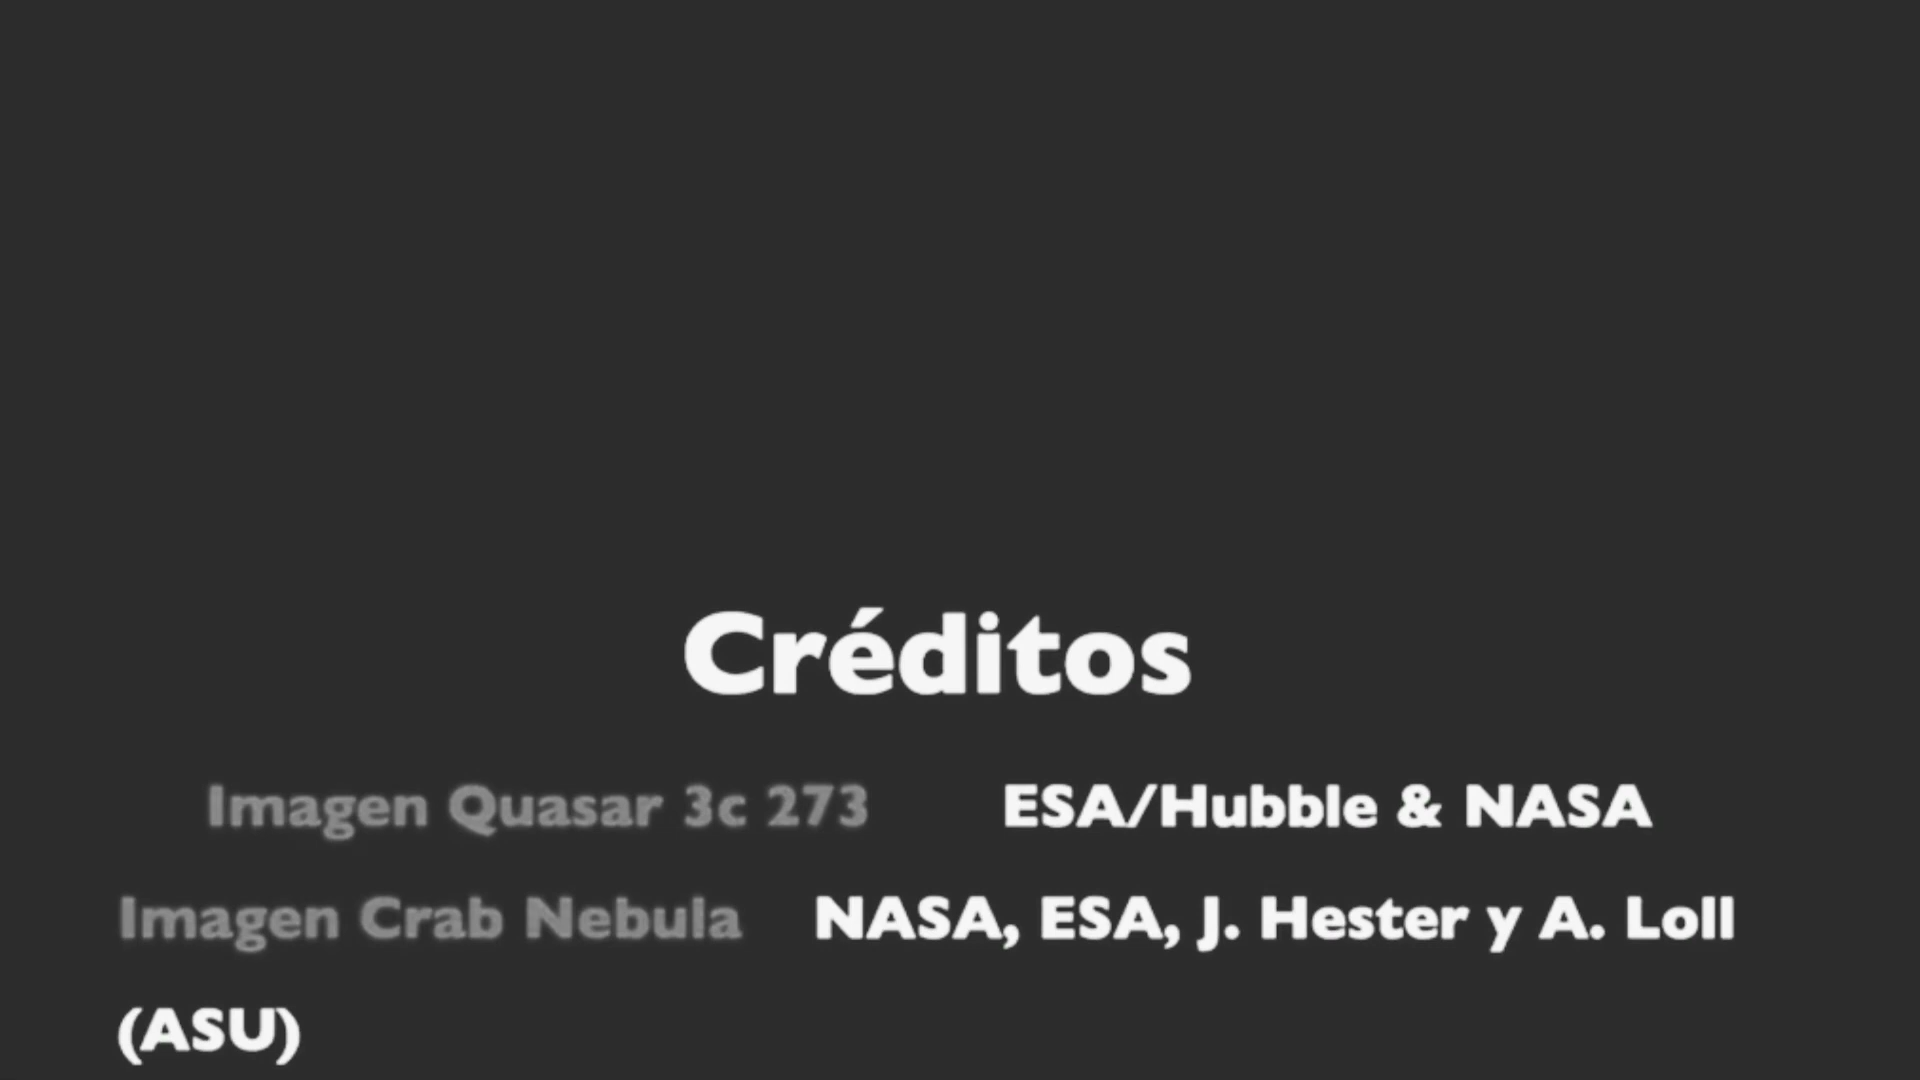 Créditos
Imagen Quasar 3c 273 ESA/Hubble & NASA
Imagen Crab Nebula NASA, ESA, J. Hester y A. Loll
(ASU)